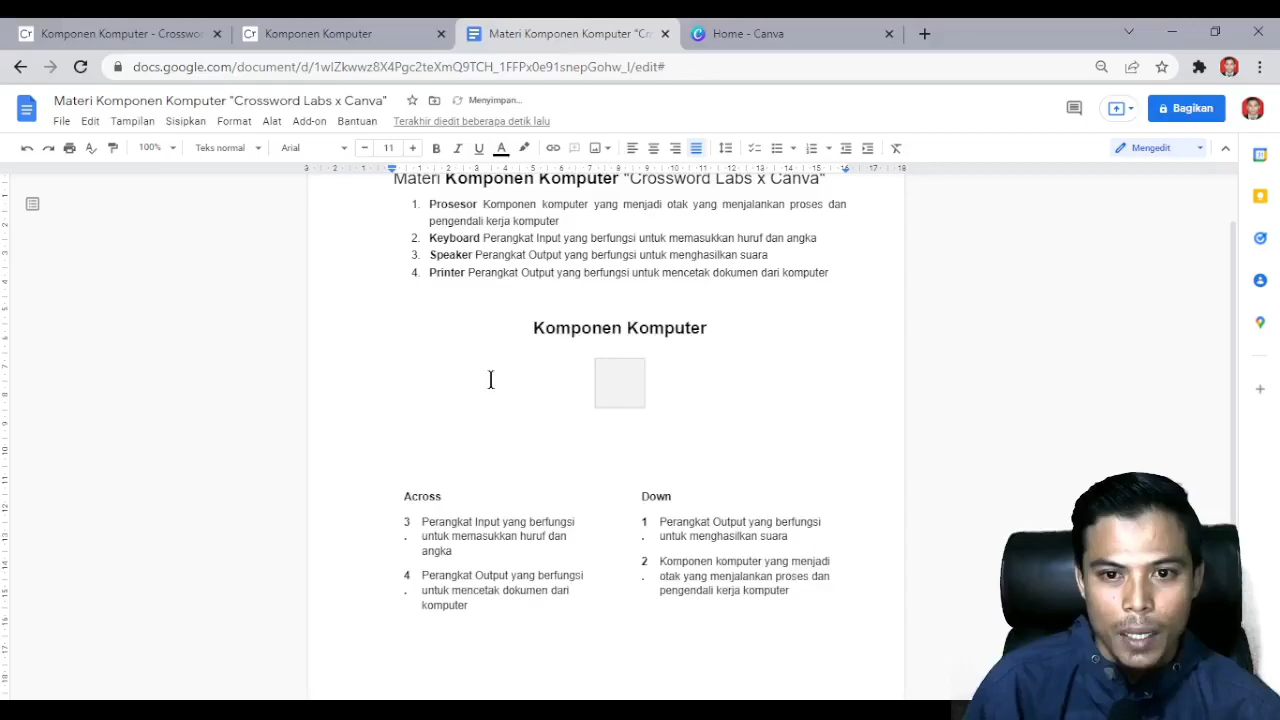 Komponen Komputer - Crosswo
Komponen Komputer
Materi Komponen Komputer "Cr
Home - Canva
docs.google.com/document/d/1wIZkwwz8X4Pgc2teXmQ9TCH_1FFPx0e91snepGohw_I/edit#
Materi Komponen Komputer "Crossword Labs x Canva"
Menyimpan...
File Edit Tampilan Sisipkan Format Alat Add-on Bantuan
Terakhir diedit beberapa detik lalu
Bagikan
100% Teks normal Arial 11 Mengedit
Materi Komponen Komputer "Crossword Labs x Canva"
1. Prosesor Komponen komputer yang menjadi otak yang menjalankan proses dan
pengendali kerja komputer
2. Keyboard Perangkat Input yang berfungsi untuk memasukkan huruf dan angka
3. Speaker Perangkat Output yang berfungsi untuk menghasilkan suara
4. Printer Perangkat Output yang berfungsi untuk mencetak dokumen dari komputer
Komponen Komputer
Across
3. Perangkat Input yang berfungsi
untuk memasukkan huruf dan
angka
4. Perangkat Output yang berfungsi
untuk mencetak dokumen dari
komputer
Down
1. Perangkat Output yang berfungsi
untuk menghasilkan suara
2. Komponen komputer yang menjadi
otak yang menjalankan proses dan
pengendali kerja komputer